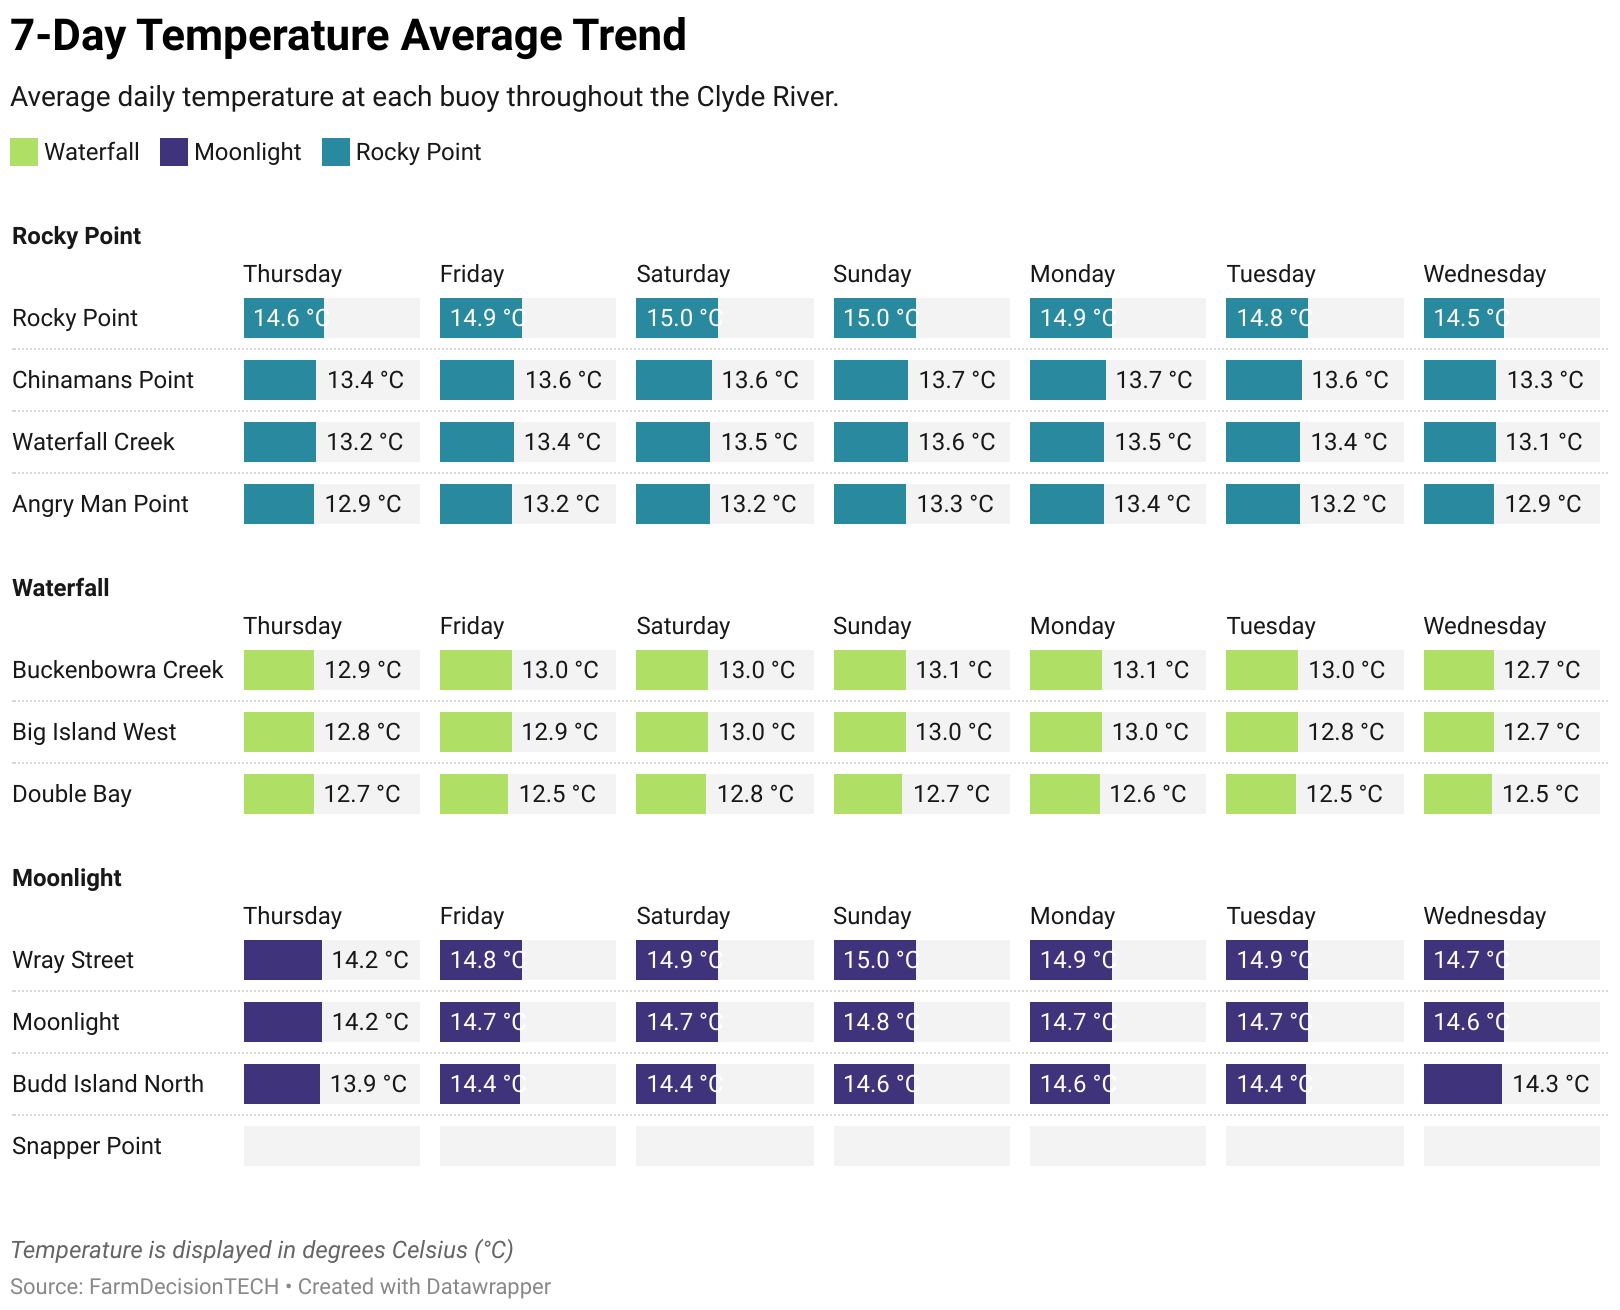 7-Day Temperature Average Trend
Average daily temperature at each buoy throughout the Clyde River.
Waterfall Moonlight Rocky Point
Rocky Point
Thursday Friday Saturday Sunday Monday Tuesday Wednesday
Rocky Point 14.6 °C 14.9 °C 15.0 °C 15.0 °C 14.9 °C 14.8 °C 14.5 °C
Chinamans Point 13.4 °C 13.6 °C 13.6 °C 13.7 °C 13.7 °C 13.6 °C 13.3 °C
Waterfall Creek 13.2 °C 13.4 °C 13.5 °C 13.6 °C 13.5 °C 13.4 °C 13.1 °C
Angry Man Point 12.9 °C 13.2 °C 13.2 °C 13.3 °C 13.4 °C 13.2 °C 12.9 °C
Waterfall
Thursday Friday Saturday Sunday Monday Tuesday Wednesday
Buckenbowra Creek 12.9 °C 13.0 °C 13.0 °C 13.1 °C 13.1 °C 13.0 °C 12.7 °C
Big Island West 12.8 °C 12.9 °C 13.0 °C 13.0 °C 13.0 °C 12.8 °C 12.7 °C
Double Bay 12.7 °C 12.5 °C 12.8 °C 12.7 °C 12.6 °C 12.5 °C 12.5 °C
Moonlight
Thursday Friday Saturday Sunday Monday Tuesday Wednesday
Wray Street 14.2 °C 14.8 °C 14.9 °C 15.0 °C 14.9 °C 14.9 °C 14.7 °C
Moonlight 14.2 °C 14.7 °C 14.7 °C 14.8 °C 14.7 °C 14.7 °C 14.6 °C
Budd Island North 13.9 °C 14.4 °C 14.4 °C 14.6 °C 14.6 °C 14.4 °C 14.3 °C
Snapper Point
Temperature is displayed in degrees Celsius (°C)
Source: FarmDecisionTECH • Created with Datawrapper